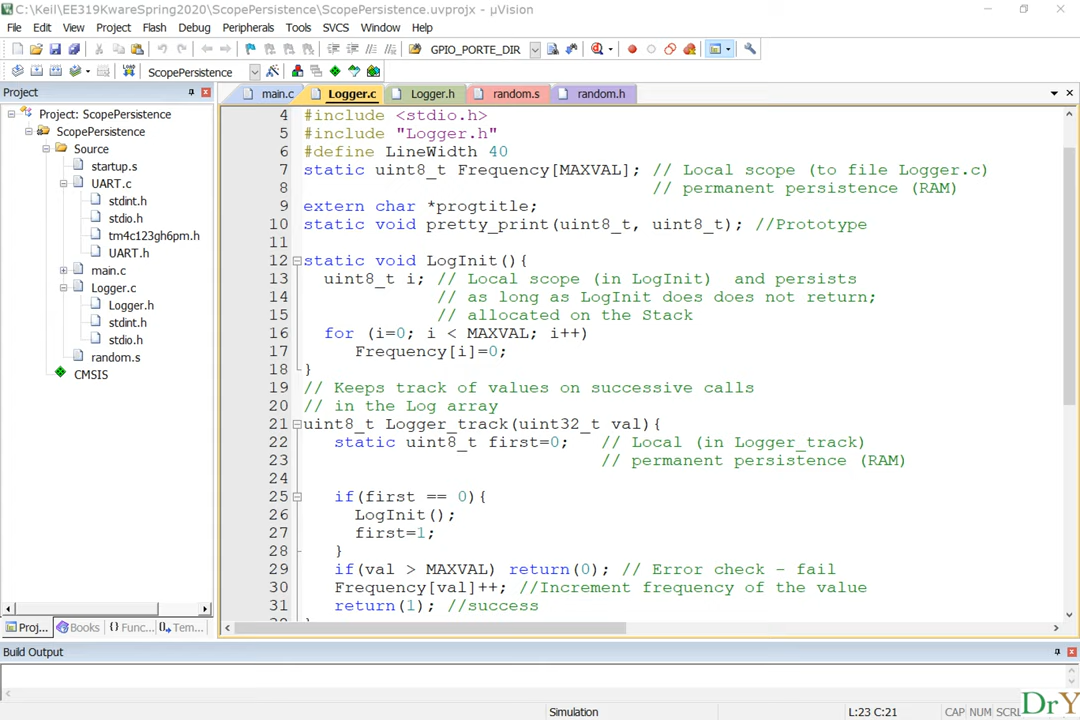 C:\Keil\EE319KwareSpring2020\ScopePersistence\ScopePersistence.uvprojx - µVision
File Edit View Project Flash Debug Peripherals Tools SVCS Window Help
GPIO_PORTE_DIR
ScopePersistence
Project
main.c Logger.c Logger.h random.s random.h
Project: ScopePersistence
ScopePersistence
Source
startup.s
UART.c
stdint.h
stdio.h
tm4c123gh6pm.h
UART.h
main.c
Logger.c
Logger.h
stdint.h
stdio.h
random.s
CMSIS
4 #include <stdio.h>
5 #include "Logger.h"
6 #define LineWidth 40
7 static uint8_t Frequency[MAXVAL]; // Local scope (to file Logger.c)
8 // permanent persistence (RAM)
9 extern char *progtitle;
10 static void pretty_print(uint8_t, uint8_t); //Prototype
11
12 static void LogInit(){
13 uint8_t i; // Local scope (in LogInit) and persists
14 // as long as LogInit does does not return;
15 // allocated on the Stack
16 for (i=0; i < MAXVAL; i++)
17 Frequency[i]=0;
18 }
19 // Keeps track of values on successive calls
20 // in the Log array
21 uint8_t Logger_track(uint32_t val){
22 static uint8_t first=0; // Local (in Logger_track)
23 // permanent persistence (RAM)
24
25 if(first == 0){
26 LogInit();
27 first=1;
28 }
29 if(val > MAXVAL) return(0); // Error check - fail
30 Frequency[val]++; //Increment frequency of the value
31 return(1); //success
Proj... Books {} Func... Tem...
Build Output
Simulation L:23 C:21 CAP NUM SCRL
DrY